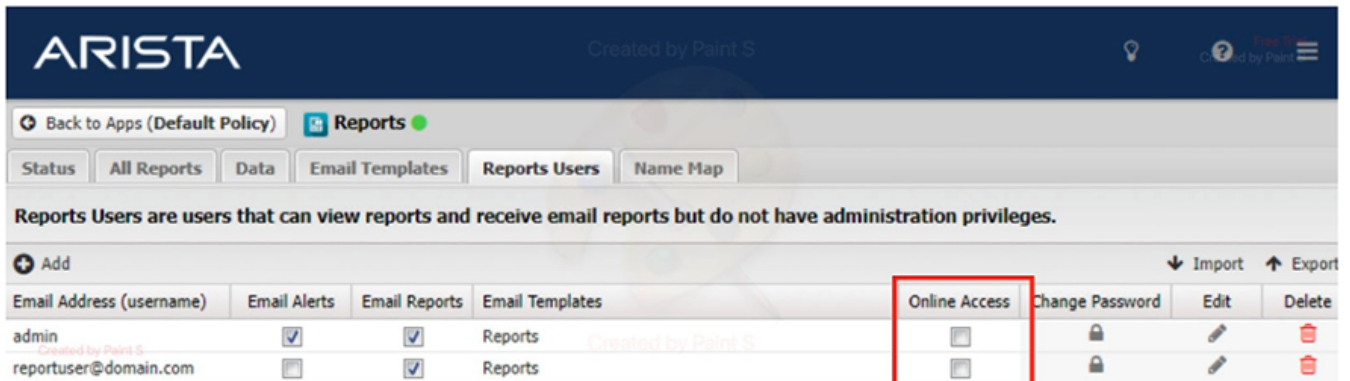 ARISTA
Created by Paint S
Free Tri
Created by Paint S
Back to Apps (Default Policy) Reports
Status All Reports Data Email Templates Reports Users Name Map
Reports Users are users that can view reports and receive email reports but do not have administration privileges.
Add Import Export
Email Address (username) Email Alerts Email Reports Email Templates Online Access Change Password Edit Delete
admin Reports
Created by Paint S
Created by Paint S
reportuser@domain.com Reports